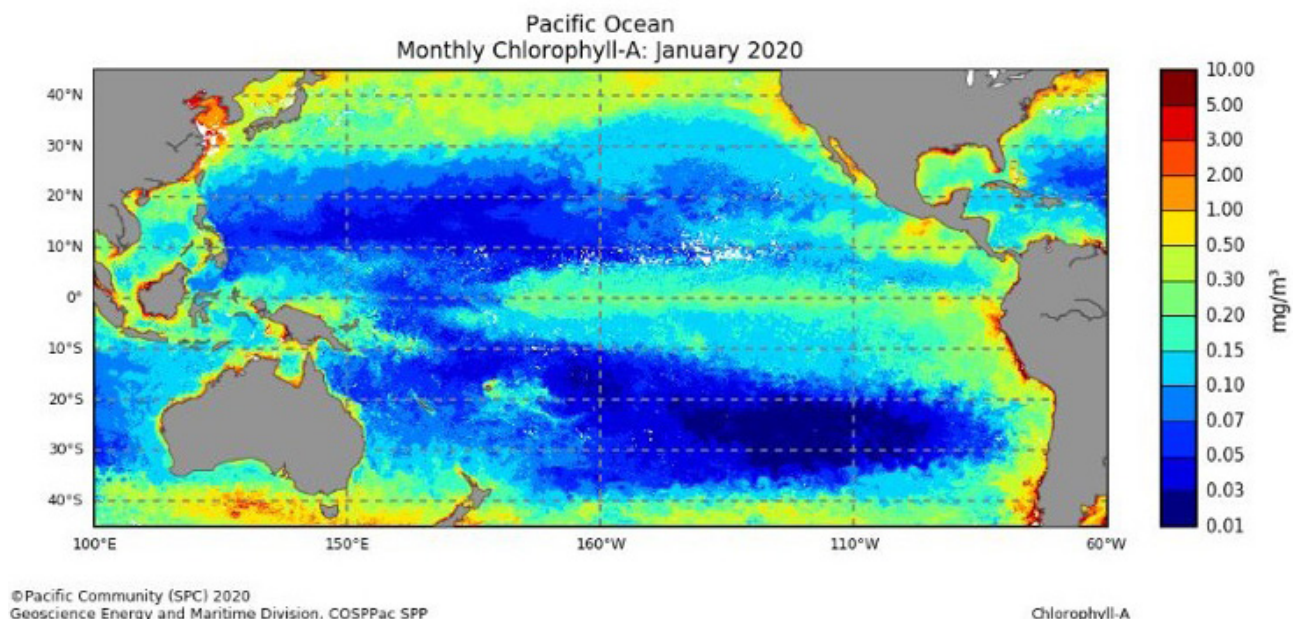 Pacific Ocean
Monthly Chlorophyll-A: January 2020
40°N
30°N
20°N
10°N
0°
10°S
20°S
30°S
40°S
100°E
150°E
160°W
110°W
60°W
10.00
5.00
3.00
2.00
1.00
0.50
0.30
0.20
0.15
0.10
0.07
0.05
0.03
0.01
mg/m³
©Pacific Community (SPC) 2020
Geoscience Energy and Maritime Division, COSPPac SPP
Chlorophyll-A